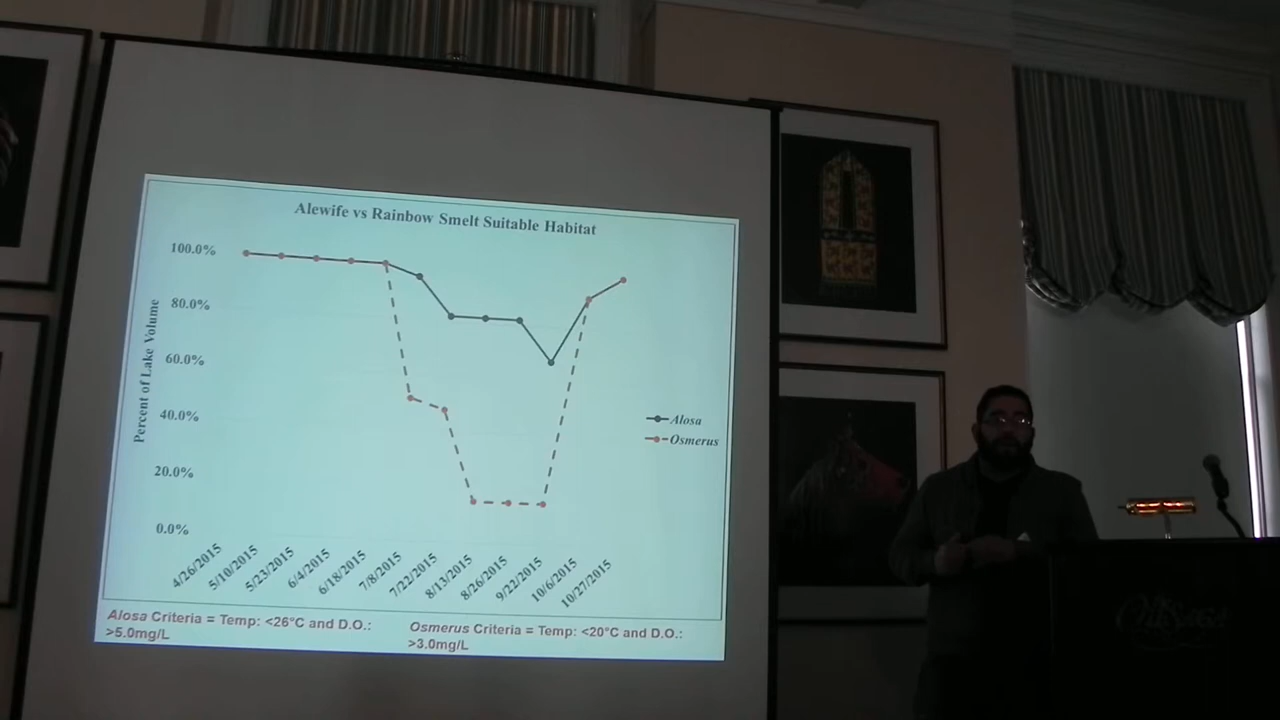 Alewife vs Rainbow Smelt Suitable Habitat
Percent of Lake Volume
100.0%
80.0%
60.0%
40.0%
20.0%
0.0%
4/26/2015
5/10/2015
5/23/2015
6/4/2015
6/18/2015
7/8/2015
7/22/2015
8/13/2015
8/26/2015
9/22/2015
10/6/2015
10/27/2015
Alosa
Osmerus
Alosa Criteria = Temp: <26°C and D.O.:
>5.0mg/L
Osmerus Criteria = Temp: <20°C and D.O.:
>3.0mg/L